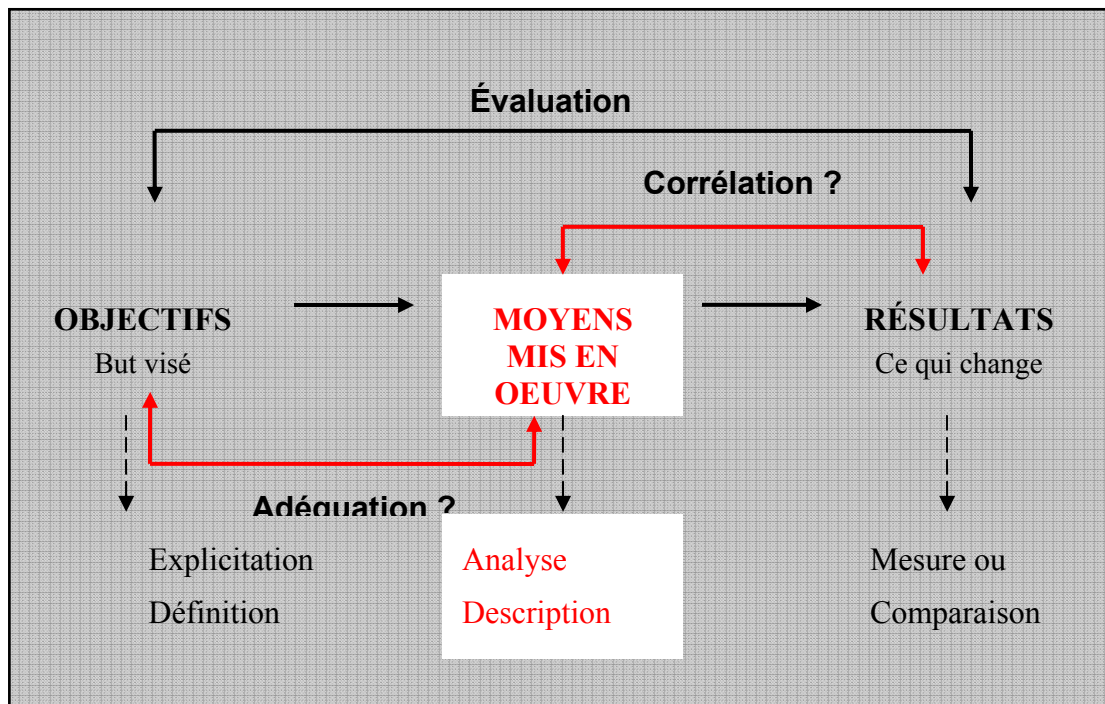 Évaluation
Corrélation ?
OBJECTIFS
But visé
MOYENS
MIS EN
OEUVRE
RÉSULTATS
Ce qui change
Adéquation ?
Explicitation
Définition
Analyse
Description
Mesure ou
Comparaison